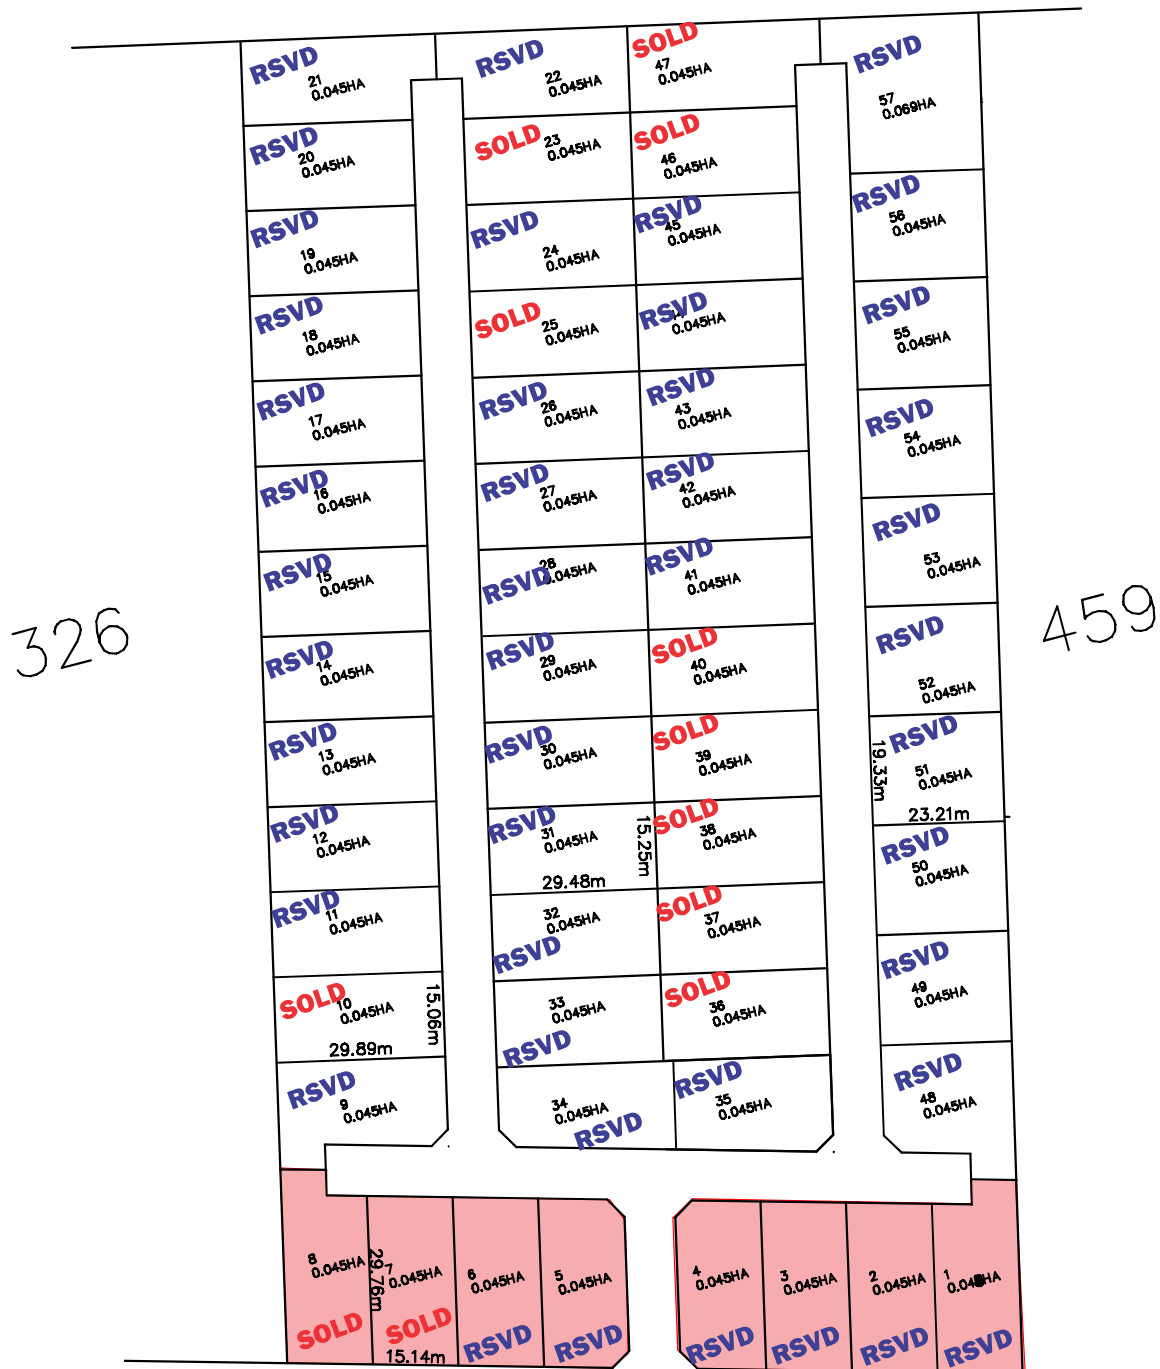 RSVD
21
0.045HA
RSVD
22
0.045HA
SOLD
47
0.045HA
RSVD
57
0.069HA
RSVD
20
0.045HA
SOLD
23
0.045HA
SOLD
46
0.045HA
RSVD
56
0.045HA
RSVD
19
0.045HA
RSVD
24
0.045HA
RSVD
45
0.045HA
RSVD
18
0.045HA
SOLD
25
0.045HA
RSVD
0.045HA
RSVD
55
0.045HA
RSVD
17
0.045HA
RSVD
26
0.045HA
RSVD
43
0.045HA
RSVD
54
0.045HA
RSVD
16
0.045HA
RSVD
27
0.045HA
RSVD
42
0.045HA
RSVD
53
0.045HA
RSVD
15
0.045HA
RSVD
28
0.045HA
RSVD
41
0.045HA
326
459
RSVD
14
0.045HA
RSVD
29
0.045HA
SOLD
40
0.045HA
RSVD
52
0.045HA
RSVD
13
0.045HA
RSVD
30
0.045HA
SOLD
39
0.045HA
RSVD
51
0.045HA
19.33m
23.21m
RSVD
12
0.045HA
RSVD
31
0.045HA
15.25m
29.48m
SOLD
38
0.045HA
RSVD
50
0.045HA
RSVD
11
0.045HA
32
0.045HA
RSVD
SOLD
37
0.045HA
RSVD
49
0.045HA
SOLD
10
0.045HA
15.06m
29.89m
33
0.045HA
RSVD
SOLD
36
0.045HA
RSVD
9
0.045HA
34
0.045HA
RSVD
RSVD
35
0.045HA
RSVD
48
0.045HA
8
0.045HA
SOLD
29.76m
7
0.045HA
SOLD
15.14m
6
0.045HA
RSVD
5
0.045HA
RSVD
4
0.045HA
RSVD
3
0.045HA
RSVD
2
0.045HA
RSVD
1
RSVD